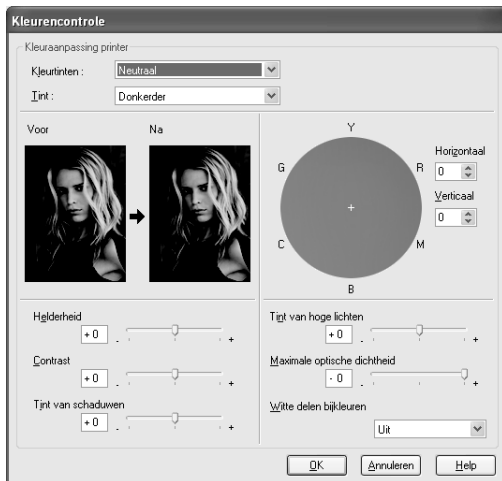 Kleurencontrole
Kleuraanpassing printer
Kleurtinten : Neutraal
Tint : Donkerder
Voor Na
Y
G R
C M
B
Horizontaal
0
Verticaal
0
Helderheid
+ 0 - +
Contrast
+ 0 - +
Tint van schaduwen
+ 0 - +
Tint van hoge lichten
+ 0 - +
Maximale optische dichtheid
- 0 - +
Witte delen bijkleuren
Uit
OK Annuleren Help